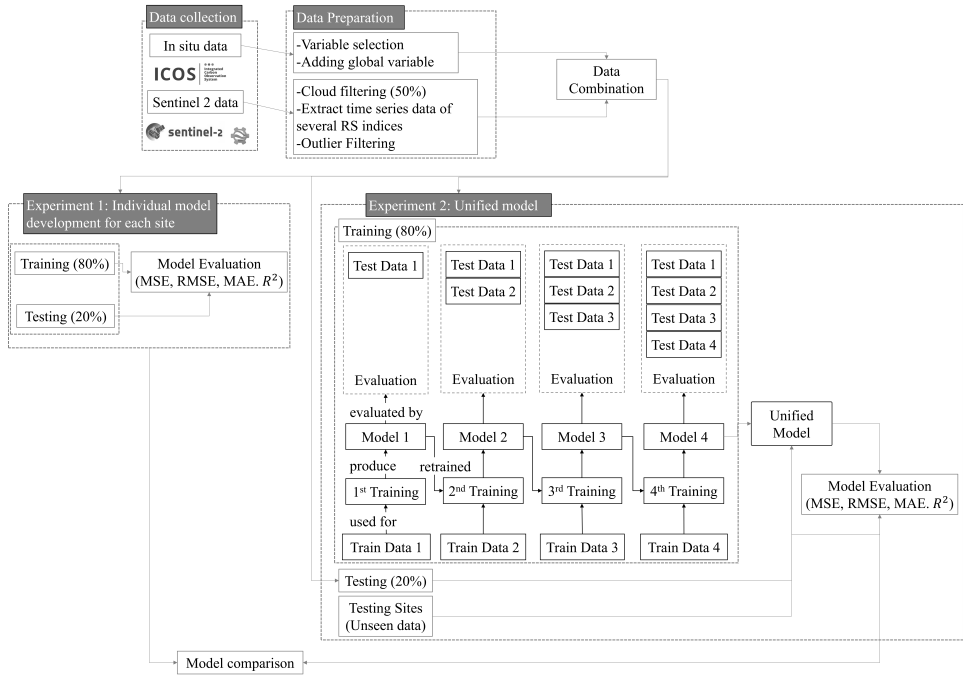 Data collection
In situ data
ICOS
Integrated
Carbon
Observation
System
Sentinel 2 data
sentinel-2
Data Preparation
-Variable selection
-Adding global variable
-Cloud filtering (50%)
-Extract time series data of
several RS indices
-Outlier Filtering
Data
Combination
Experiment 1: Individual model
development for each site
Training (80%)
Testing (20%)
Model Evaluation
(MSE, RMSE, MAE. R²)
Experiment 2: Unified model
Training (80%)
Test Data 1
Evaluation
evaluated by
Model 1
produce
1st Training
used for
Train Data 1
retrained
Test Data 1
Test Data 2
Evaluation
Model 2
2nd Training
Train Data 2
Test Data 1
Test Data 2
Test Data 3
Evaluation
Model 3
3rd Training
Train Data 3
Test Data 1
Test Data 2
Test Data 3
Test Data 4
Evaluation
Model 4
4th Training
Train Data 4
Unified
Model
Model Evaluation
(MSE, RMSE, MAE. R²)
Testing (20%)
Testing Sites
(Unseen data)
Model comparison